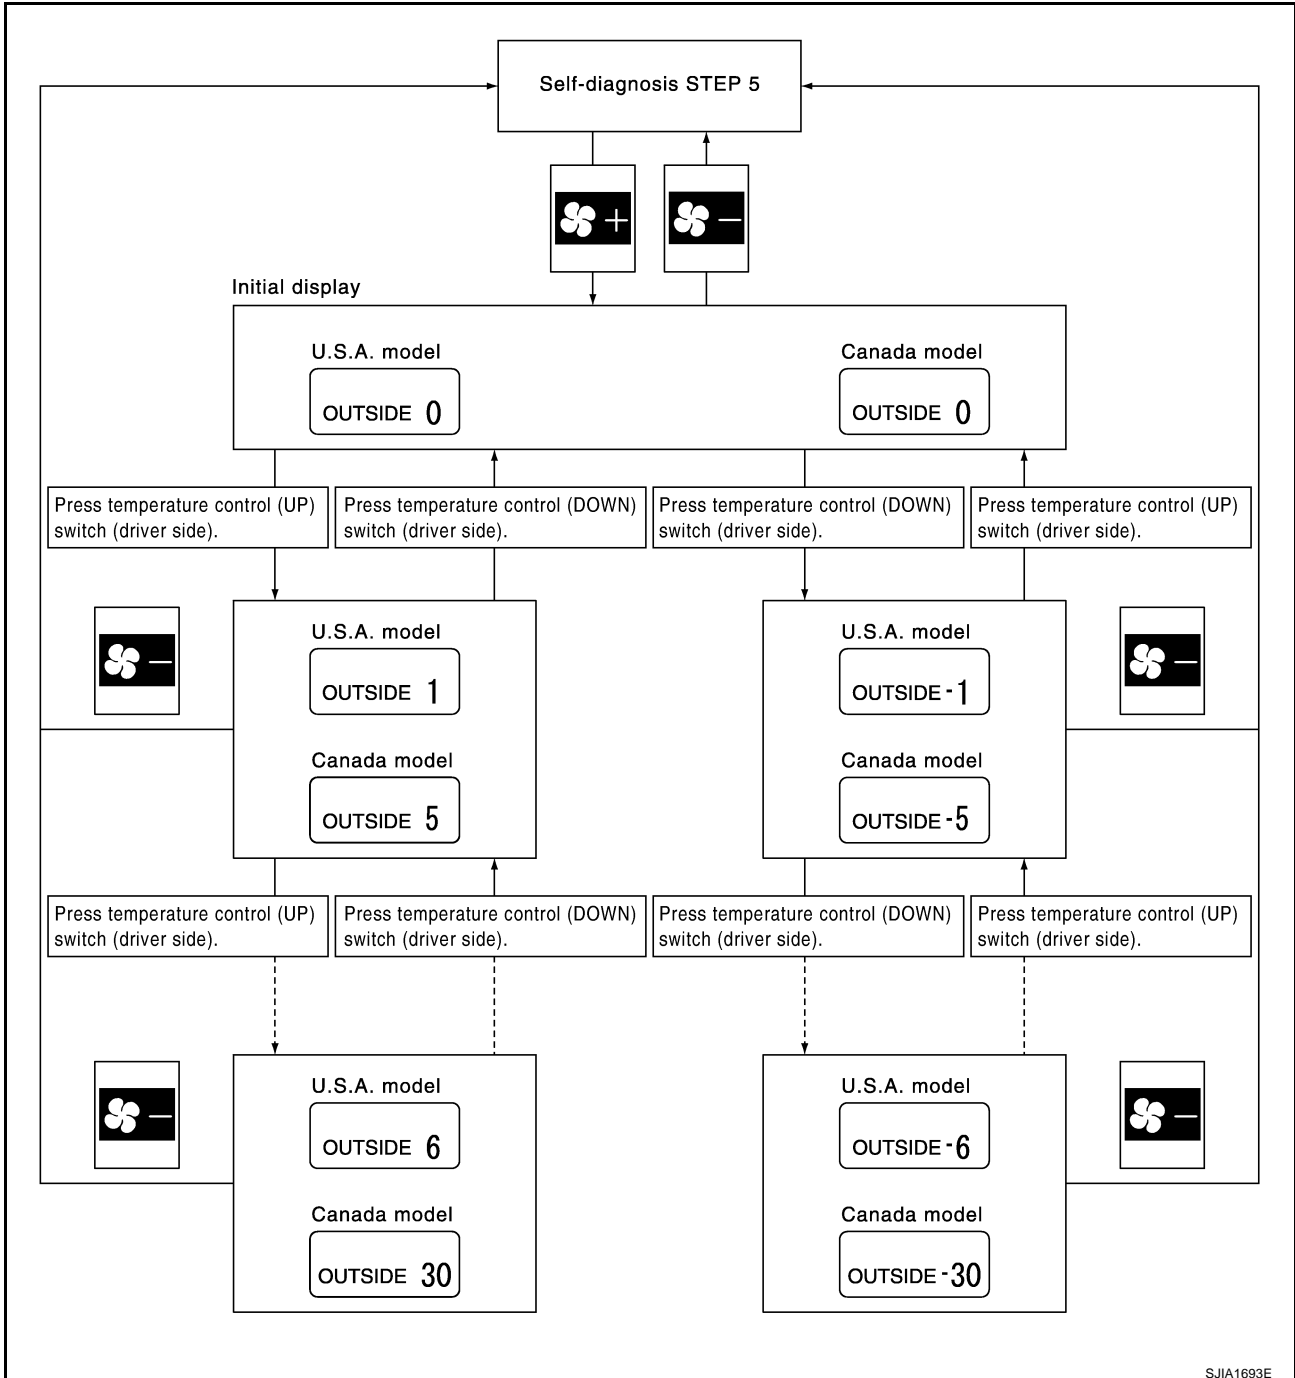 Self-diagnosis STEP 5
+
−
Initial display
U.S.A. model
OUTSIDE 0
Canada model
OUTSIDE 0
Press temperature control (UP)
switch (driver side).
Press temperature control (DOWN)
switch (driver side).
Press temperature control (DOWN)
switch (driver side).
Press temperature control (UP)
switch (driver side).
−
U.S.A. model
OUTSIDE 1
Canada model
OUTSIDE 5
U.S.A. model
OUTSIDE -1
Canada model
OUTSIDE -5
−
Press temperature control (UP)
switch (driver side).
Press temperature control (DOWN)
switch (driver side).
Press temperature control (DOWN)
switch (driver side).
Press temperature control (UP)
switch (driver side).
−
U.S.A. model
OUTSIDE 6
Canada model
OUTSIDE 30
U.S.A. model
OUTSIDE -6
Canada model
OUTSIDE -30
−
SJIA1693E